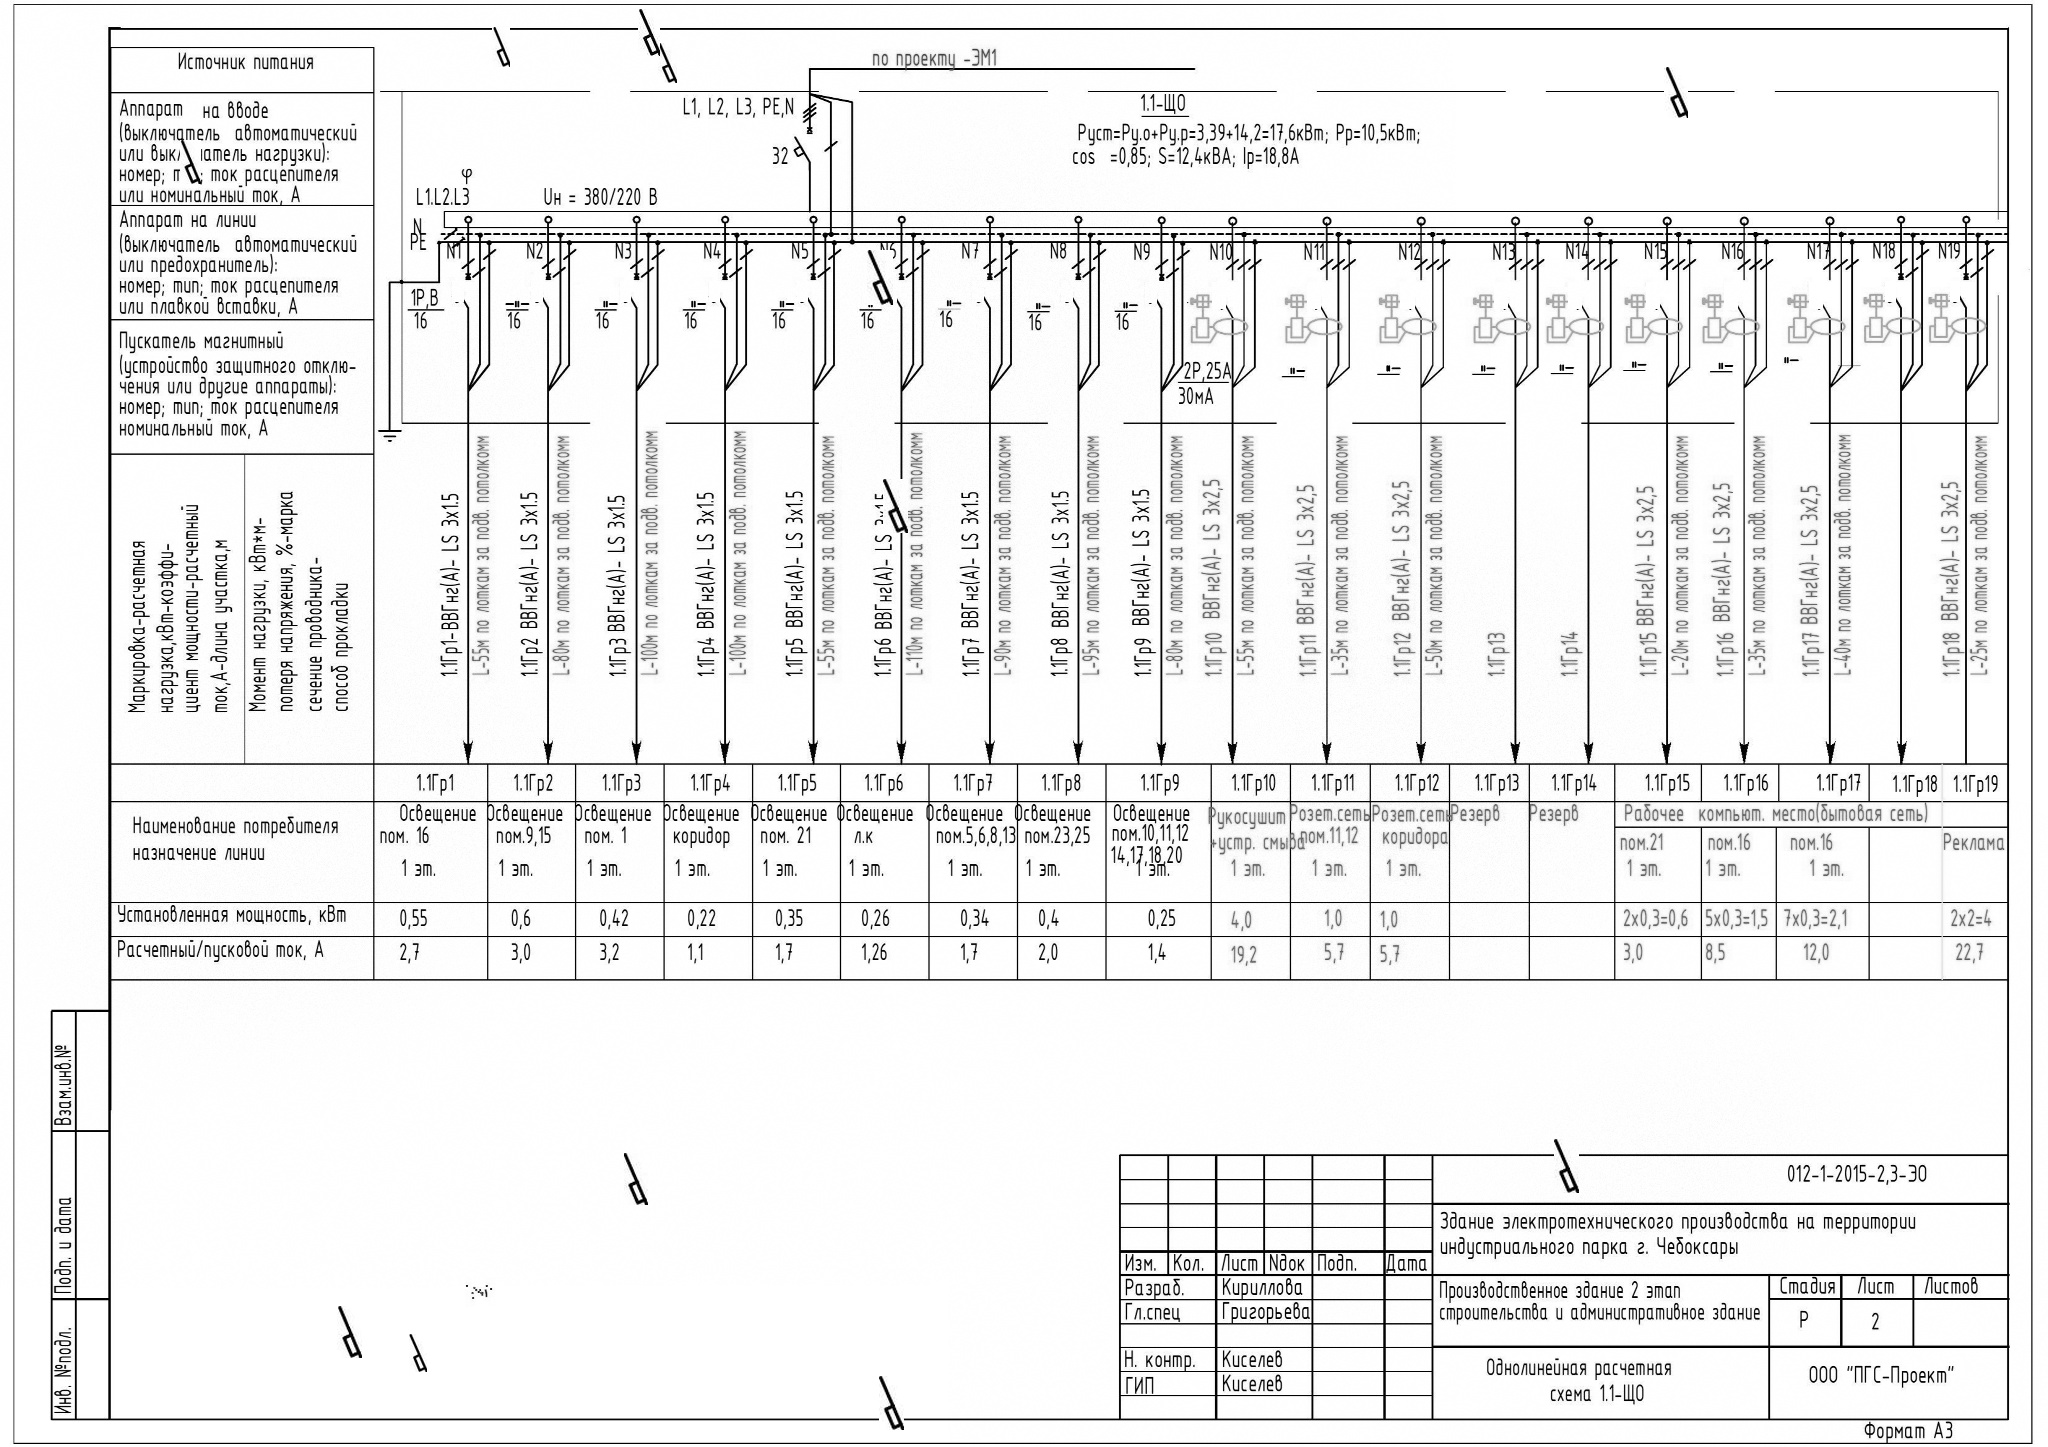 Источник питания
Аппарат на вводе
(выключатель автоматический
или выключатель нагрузки):
номер; ток расцепителя
или номинальный ток, А
Аппарат на линии
(выключатель автоматический
или предохранитель):
номер; тип; ток расцепителя
или плавкой вставки, А
Пускатель магнитный
(устройство защитного отклю-
чения или другие аппараты):
номер; тип; ток расцепителя
номинальный ток, А
Маркировка-расчетная
нагрузка,кВт-коэффи-
циент мощности-расчетный
ток,А-длина участка,м
Момент нагрузки, кВт*м-
потеря напряжения, %-марка
сечение проводника-
способ прокладки
по проекту -ЭМ1
L1, L2, L3, PE,N
32
1.1-ЩО
Руст=Ру.о+Ру.р=3,39+14,2=17,6кВт; Рр=10,5кВт;
cos =0,85; S=12,4кВА; Iр=18,8А
φ
L1.L2.L3
Uн = 380/220 В
N
PE
N1 N2 N3 N4 N5 N6 N7 N8 N9 N10 N11 N12 N13 N14 N15 N16 N17 N18 N19
1Р,В
16
-"- 16
-"- 16
-"- 16
-"- 16
16
-"- 16
-"- 16
-"- 16
2Р,25А
30мА
-"- -"- -"- -"- -"- -"- -"-
1.1Гр1-ВВГнг(А)- LS 3х1.5
L-55м по лоткам за подв. потолкомм
1.1Гр2 ВВГнг(А)- LS 3х1.5
L-80м по лоткам за подв. потолкомм
1.1Гр3 ВВГнг(А)- LS 3х1.5
L-100м по лоткам за подв. потолкомм
1.1Гр4 ВВГнг(А)- LS 3х1.5
L-100м по лоткам за подв. потолкомм
1.1Гр5 ВВГнг(А)- LS 3х1.5
L-55м по лоткам за подв. потолкомм
1.1Гр6 ВВГнг(А)- LS 3х1.5
L-110м по лоткам за подв. потолкомм
1.1Гр7 ВВГнг(А)- LS 3х1.5
L-90м по лоткам за подв. потолкомм
1.1Гр8 ВВГнг(А)- LS 3х1.5
L-95м по лоткам за подв. потолкомм
1.1Гр9 ВВГнг(А)- LS 3х1.5
L-80м по лоткам за подв. потолкомм
1.1Гр10 ВВГнг(А)- LS 3х2,5
L-55м по лоткам за подв. потолкомм
1.1Гр11 ВВГнг(А)- LS 3х2,5
L-35м по лоткам за подв. потолкомм
1.1Гр12 ВВГнг(А)- LS 3х2,5
L-50м по лоткам за подв. потолкомм
1.1Гр13
1.1Гр14
1.1Гр15 ВВГнг(А)- LS 3х2,5
L-20м по лоткам за подв. потолкомм
1.1Гр16 ВВГнг(А)- LS 3х2,5
L-35м по лоткам за подв. потолкомм
1.1Гр17 ВВГнг(А)- LS 3х2,5
L-40м по лоткам за подв. потолкомм
1.1Гр18 ВВГнг(А)- LS 3х2,5
L-25м по лоткам за подв. потолкомм
1.1Гр1 1.1Гр2 1.1Гр3 1.1Гр4 1.1Гр5 1.1Гр6 1.1Гр7 1.1Гр8 1.1Гр9 1.1Гр10 1.1Гр11 1.1Гр12 1.1Гр13 1.1Гр14 1.1Гр15 1.1Гр16 1.1Гр17 1.1Гр18 1.1Гр19
Наименование потребителя
назначение линии
Освещение
пом. 16
1 эт.
Освещение
пом.9,15
1 эт.
Освещение
пом. 1
1 эт.
Освещение
коридор
1 эт.
Освещение
пом. 21
1 эт.
Освещение
л.к
1 эт.
Освещение
пом.5,6,8,13
1 эт.
Освещение
пом.23,25
1 эт.
Освещение
пом.10,11,12
14,17,18,20
1 эт.
Рукосушит
+устр. смыва
1 эт.
Розет.сеть
пом.11,12
1 эт.
Розет.сеть
коридора
1 эт.
Резерв
Резерв
Рабочее компьют. место(бытовая сеть)
пом.21
1 эт.
пом.16
1 эт.
пом.16
1 эт.
Реклама
Установленная мощность, кВт 0,55 0,6 0,42 0,22 0,35 0,26 0,34 0,4 0,25 4,0 1,0 1,0 2х0,3=0,6 5х0,3=1,5 7х0,3=2,1 2х2=4
Расчетный/пусковой ток, А 2,7 3,0 3,2 1,1 1,7 1,26 1,7 2,0 1,4 19,2 5,7 5,7 3,0 8,5 12,0 22,7
Взам.инв.№
Подп. и дата
Инв. №подл.
012-1-2015-2,3-ЭО
Здание электротехнического производства на территории
индустриального парка г. Чебоксары
Изм. Кол. Лист Nдок Подп. Дата
Разраб. Кириллова
Гл.спец Григорьева
Н. контр. Киселев
ГИП Киселев
Производственное здание 2 этап
строительства и административное здание
Стадия Лист Листов
Р 2
Однолинейная расчетная
схема 1.1-ЩО
ООО "ПГС-Проект"
Формат А3